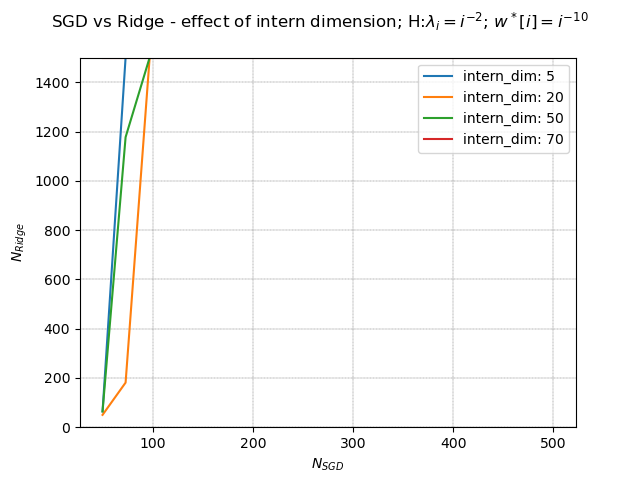 SGD vs Ridge - effect of intern dimension; H:λᵢ = i⁻²; w*[i] = i⁻¹⁰
1400
1200
1000
800
600
400
200
0
N_Ridge
intern_dim: 5
intern_dim: 20
intern_dim: 50
intern_dim: 70
100 200 300 400 500
N_SGD